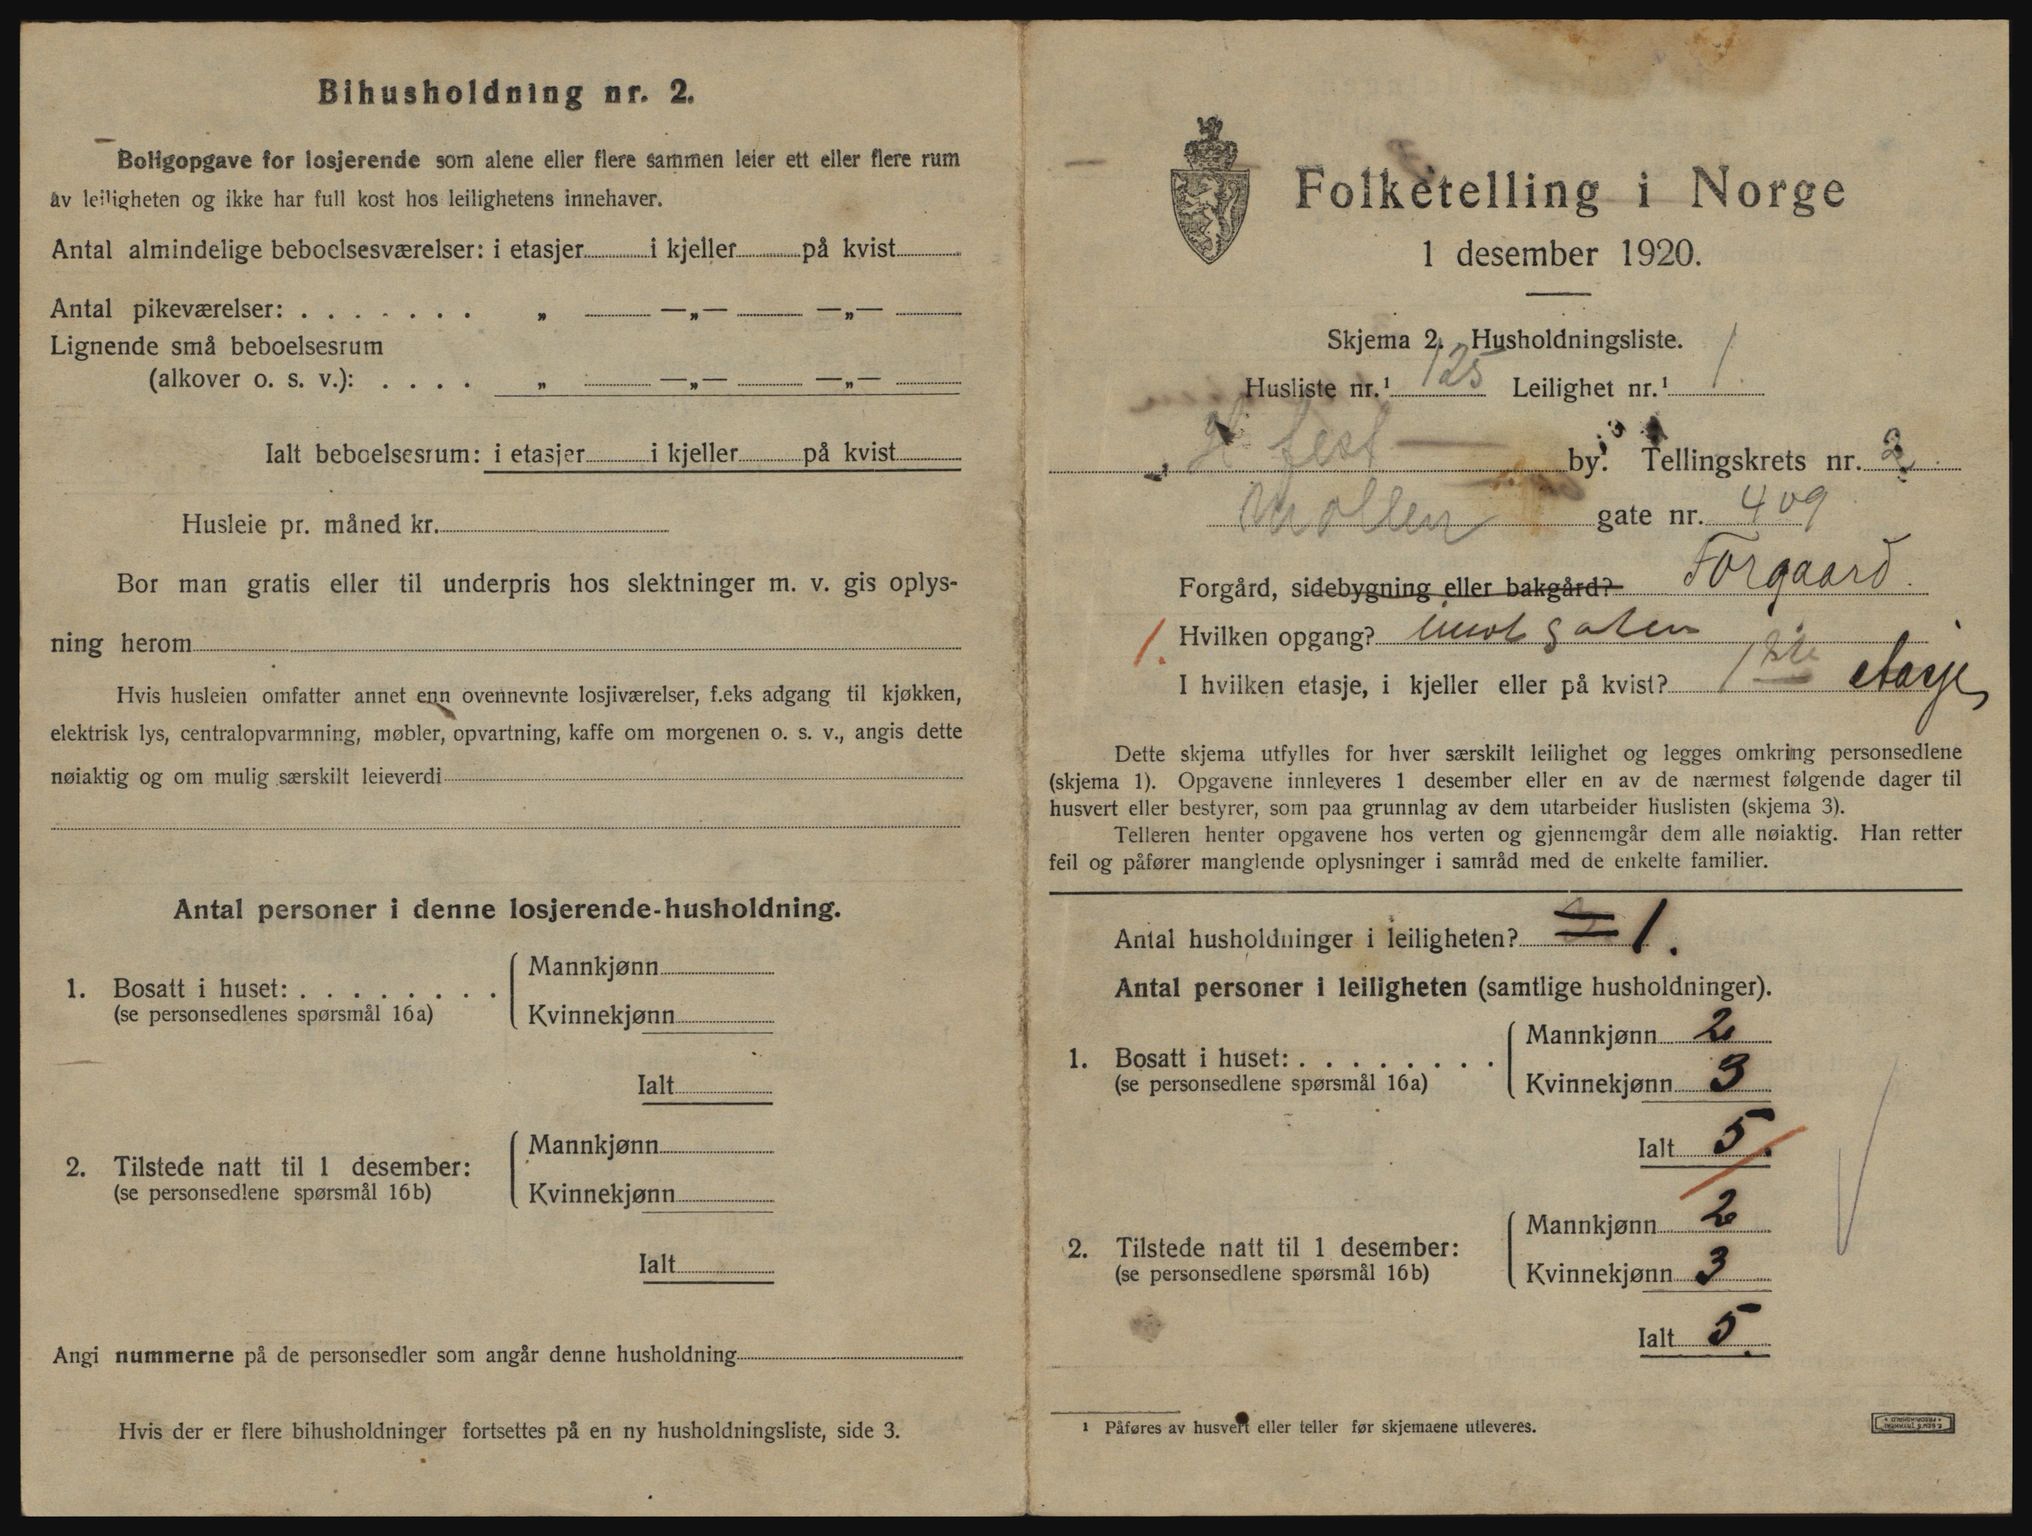 Bihusholdning nr. 2.
Boligopgave for losjerende som alene eller flere sammen leier ett eller flere rum
av leiligheten og ikke har full kost hos leilighetens innehaver.
Antal almindelige beboelsesværelser: i etasjer i kjeller på kvist
Antal pikeværelser: . . . . . . . „ —„— —„—
Lignende små beboelsesrum
(alkover o. s. v.): . . . . „ —„— —„—
Ialt beboelsesrum: i etasjer i kjeller på kvist
Husleie pr. måned kr.
Bor man gratis eller til underpris hos slektninger m. v. gis oplys-
ning herom
Hvis husleien omfatter annet enn ovennevnte losjiværelser, f.eks adgang til kjøkken,
elektrisk lys, centralopvarmning, møbler, opvartning, kaffe om morgenen o. s. v., angis dette
nøiaktig og om mulig særskilt leieverdi
Antal personer i denne losjerende-husholdning.
1. Bosatt i huset: . . . . . . . . Mannkjønn
(se personsedlenes spørsmål 16a) Kvinnekjønn
Ialt
2. Tilstede natt til 1 desember: Mannkjønn
(se personsedlene spørsmål 16b) Kvinnekjønn
Ialt
Angi nummerne på de personsedler som angår denne husholdning
Hvis der er flere bihusholdninger fortsettes på en ny husholdningsliste, side 3.
Folketelling i Norge
1 desember 1920.
Skjema 2. Husholdningsliste.
Husliste nr.¹ 125 Leilighet nr.¹ 1
H fest by. Tellingskrets nr. 2
Mollen gate nr. 409
Forgård, sidebygning eller bakgård? Forgaard.
1. Hvilken opgang? imot gaten
I hvilken etasje, i kjeller eller på kvist? 1ste etasje
Dette skjema utfylles for hver særskilt leilighet og legges omkring personsedlene
(skjema 1). Opgavene innleveres 1 desember eller en av de nærmest følgende dager til
husvert eller bestyrer, som paa grunnlag av dem utarbeider huslisten (skjema 3).
Telleren henter opgavene hos verten og gjennemgår dem alle nøiaktig. Han retter
feil og påfører manglende oplysninger i samråd med de enkelte familier.
Antal husholdninger i leiligheten? 1.
Antal personer i leiligheten (samtlige husholdninger).
1. Bosatt i huset: . . . . . . . . Mannkjønn 2
(se personsedlene spørsmål 16a) Kvinnekjønn 3
Ialt 5.
2. Tilstede natt til 1 desember: Mannkjønn 2
(se personsedlene spørsmål 16b) Kvinnekjønn 3
Ialt 5.
¹ Påføres av husvert eller teller før skjemaene utleveres.